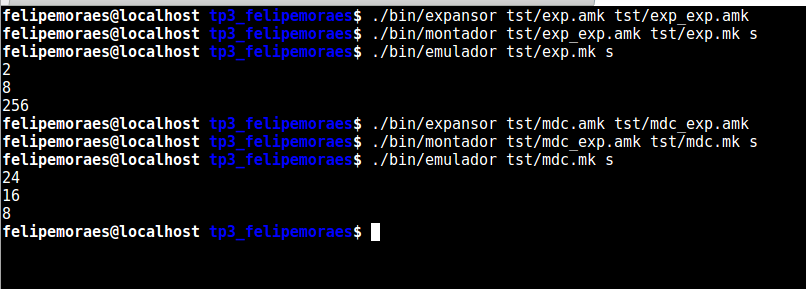 felipemoraes@localhost tp3_felipemoraes$ ./bin/expansor tst/exp.amk tst/exp_exp.amk
felipemoraes@localhost tp3_felipemoraes$ ./bin/montador tst/exp_exp.amk tst/exp.mk s
felipemoraes@localhost tp3_felipemoraes$ ./bin/emulador tst/exp.mk s
2
8
256
felipemoraes@localhost tp3_felipemoraes$ ./bin/expansor tst/mdc.amk tst/mdc_exp.amk
felipemoraes@localhost tp3_felipemoraes$ ./bin/montador tst/mdc_exp.amk tst/mdc.mk s
felipemoraes@localhost tp3_felipemoraes$ ./bin/emulador tst/mdc.mk s
24
16
8
felipemoraes@localhost tp3_felipemoraes$